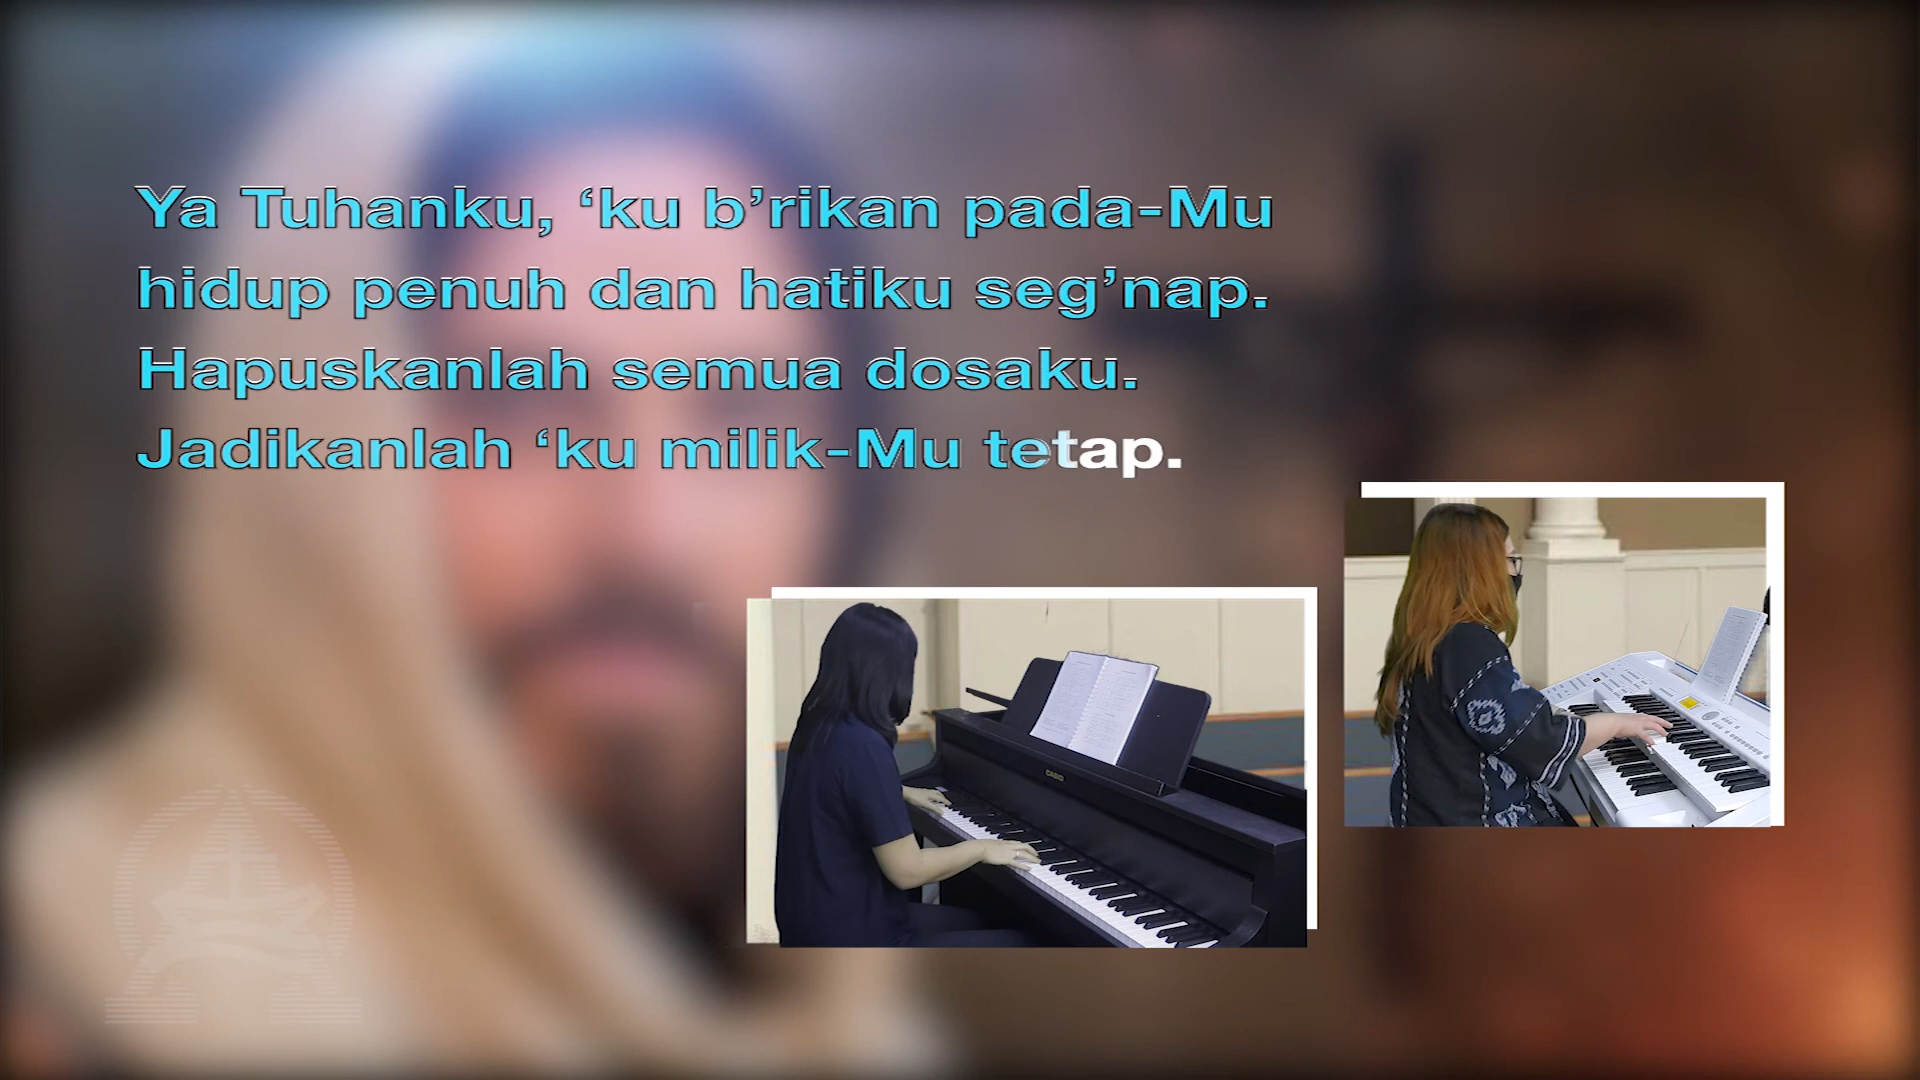 Ya Tuhanku, ‘ku b’rikan pada-Mu
hidup penuh dan hatiku seg’nap.
Hapuskanlah semua dosaku.
Jadikanlah ‘ku milik-Mu tetap.
CASIO